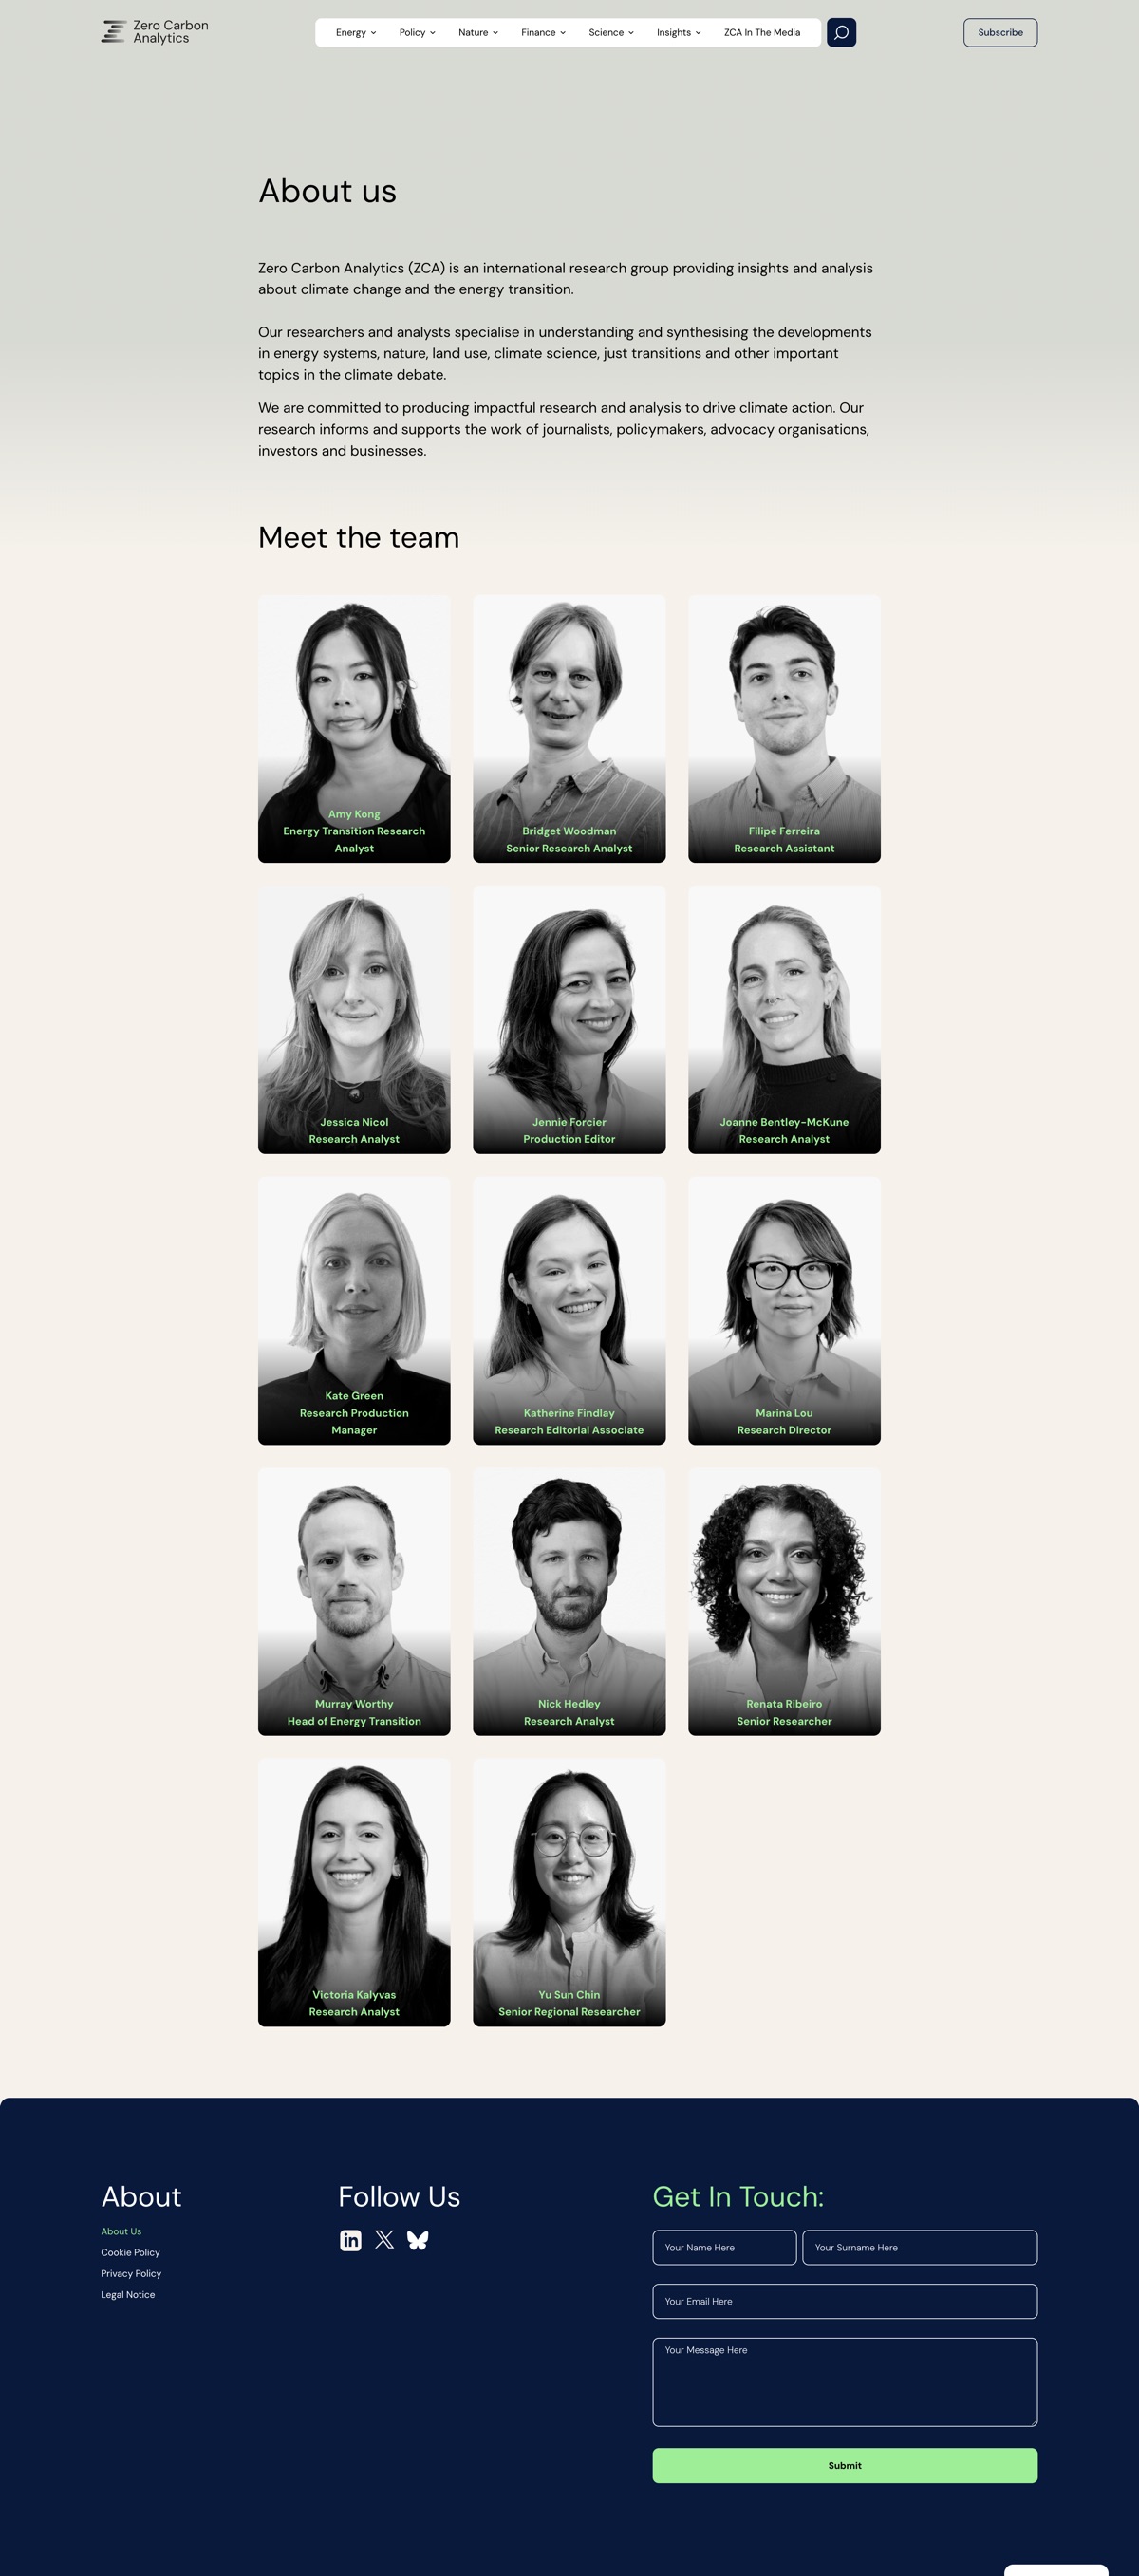 Zero Carbon
Analytics
Energy
Policy
Nature
Finance
Science
Insights
ZCA In The Media
Subscribe
About us
Zero Carbon Analytics (ZCA) is an international research group providing insights and analysis
about climate change and the energy transition.
Our researchers and analysts specialise in understanding and synthesising the developments
in energy systems, nature, land use, climate science, just transitions and other important
topics in the climate debate.
We are committed to producing impactful research and analysis to drive climate action. Our
research informs and supports the work of journalists, policymakers, advocacy organisations,
investors and businesses.
Meet the team
Amy Kong
Energy Transition Research
Analyst
Bridget Woodman
Senior Research Analyst
Filipe Ferreira
Research Assistant
Jessica Nicol
Research Analyst
Jennie Forcier
Production Editor
Joanne Bentley-McKune
Research Analyst
Kate Green
Research Production
Manager
Katherine Findlay
Research Editorial Associate
Marina Lou
Research Director
Murray Worthy
Head of Energy Transition
Nick Hedley
Research Analyst
Renata Ribeiro
Senior Researcher
Victoria Kalyvas
Research Analyst
Yu Sun Chin
Senior Regional Researcher
About
About Us
Cookie Policy
Privacy Policy
Legal Notice
Follow Us
in
Get In Touch:
Your Name Here
Your Surname Here
Your Email Here
Your Message Here
Submit